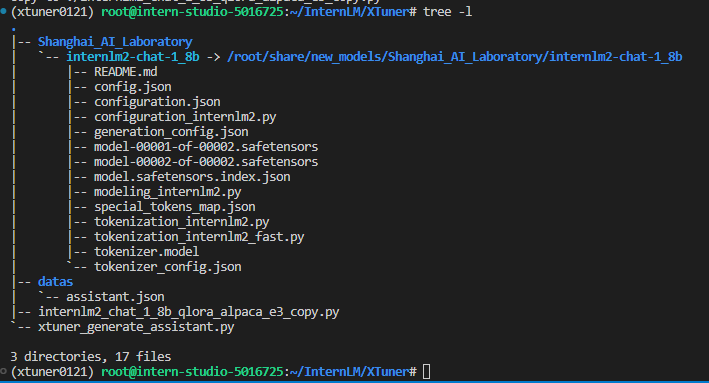 (xtuner0121) root@intern-studio-5016725:~/InternLM/XTuner# tree -l
.
|-- Shanghai_AI_Laboratory
|   `-- internlm2-chat-1_8b -> /root/share/new_models/Shanghai_AI_Laboratory/internlm2-chat-1_8b
|       |-- README.md
|       |-- config.json
|       |-- configuration.json
|       |-- configuration_internlm2.py
|       |-- generation_config.json
|       |-- model-00001-of-00002.safetensors
|       |-- model-00002-of-00002.safetensors
|       |-- model.safetensors.index.json
|       |-- modeling_internlm2.py
|       |-- special_tokens_map.json
|       |-- tokenization_internlm2.py
|       |-- tokenization_internlm2_fast.py
|       |-- tokenizer.model
|       `-- tokenizer_config.json
|-- datas
|   `-- assistant.json
|-- internlm2_chat_1_8b_qlora_alpaca_e3_copy.py
`-- xtuner_generate_assistant.py
3 directories, 17 files
(xtuner0121) root@intern-studio-5016725:~/InternLM/XTuner#